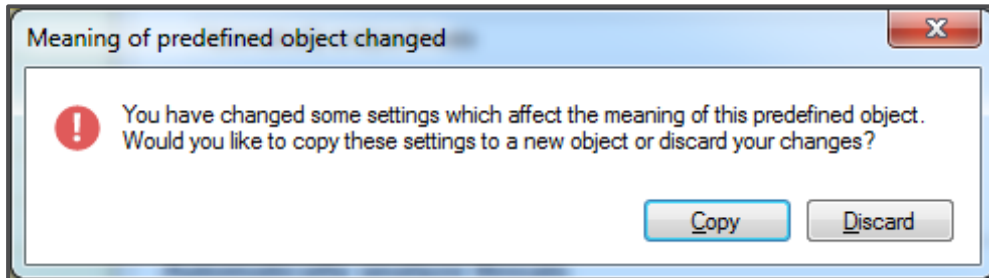 Meaning of predefined object changed
You have changed some settings which affect the meaning of this predefined object.
Would you like to copy these settings to a new object or discard your changes?
Copy
Discard